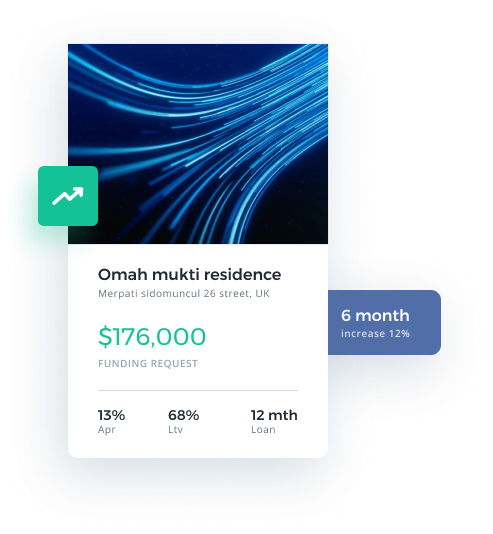 Omah mukti residence
Merpati sidomuncul 26 street, UK
$176,000
FUNDING REQUEST
6 month
increase 12%
13%
Apr
68%
Ltv
12 mth
Loan